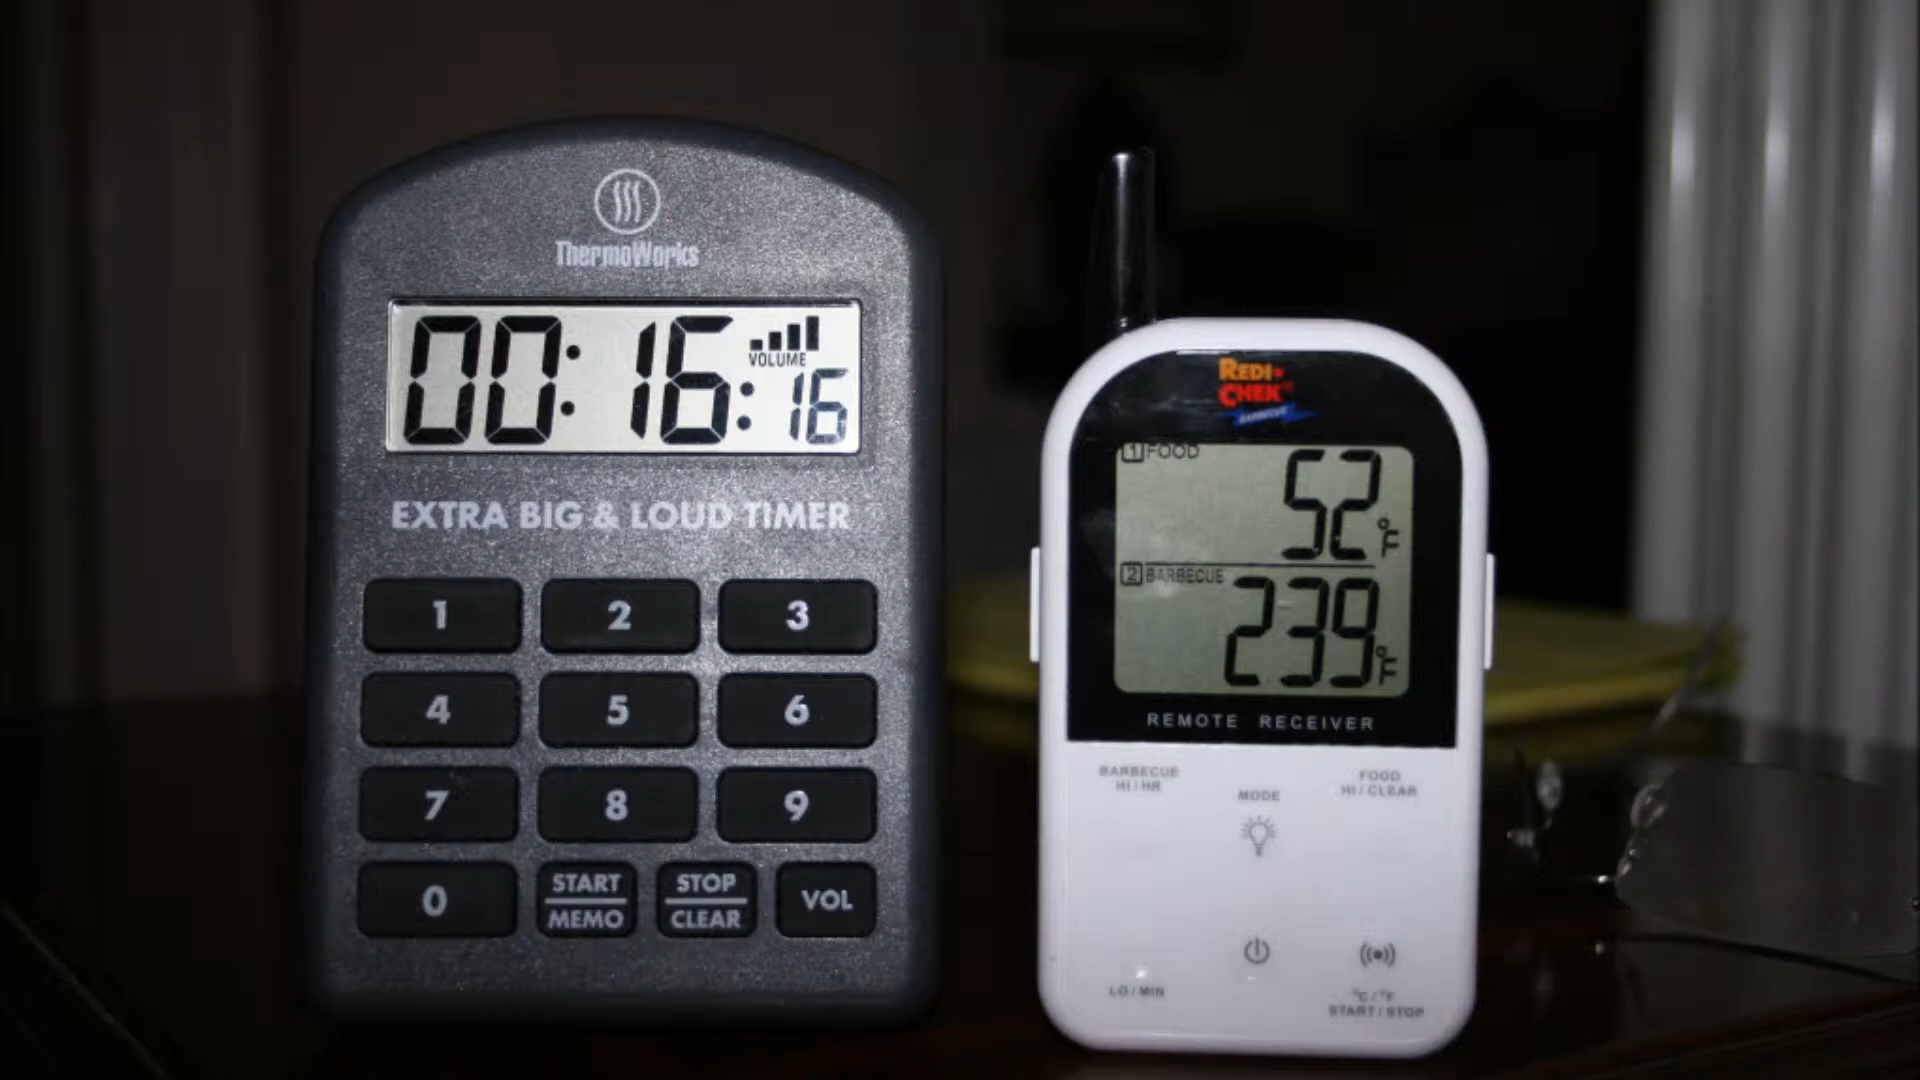 ThermoWorks
00:16:16
VOLUME
EXTRA BIG & LOUD TIMER
1 2 3
4 5 6
7 8 9
0 START MEMO STOP CLEAR VOL
REDI
CHEK
1 FOOD
52 °F
2 BARBECUE
239 °F
REMOTE RECEIVER
BARBECUE
HI / HR
MODE
FOOD
HI / CLEAR
LO / MIN
°C / °F
START / STOP